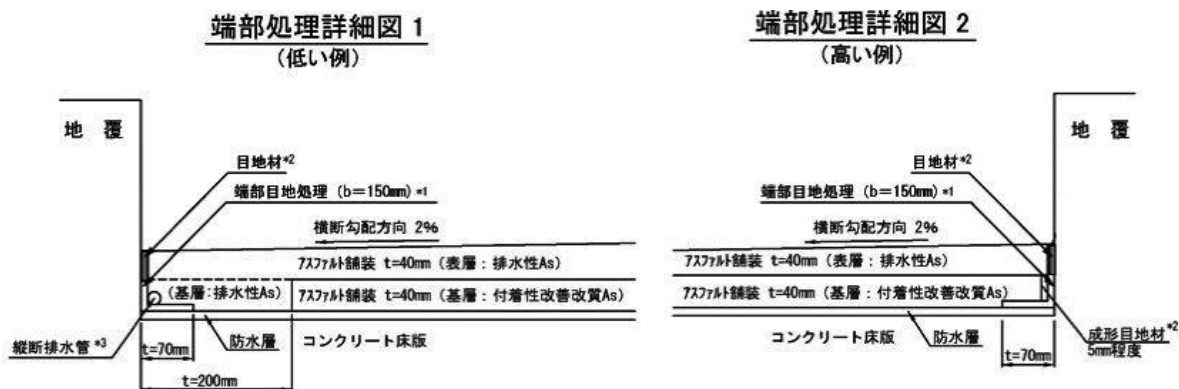 端部処理詳細図 1
(低い例)
地 覆
目地材*2
端部目地処理 (b=150mm) *1
横断勾配方向 2%
ｱｽﾌｧﾙﾄ舗装 t=40mm (表層:排水性As)
(基層:排水性As)
ｱｽﾌｧﾙﾄ舗装 t=40mm (基層:付着性改善改質As)
縦断排水管 *3
t=70mm
防水層
コンクリート床版
t=200mm
端部処理詳細図 2
(高い例)
地 覆
目地材*2
端部目地処理 (b=150mm) *1
横断勾配方向 2%
ｱｽﾌｧﾙﾄ舗装 t=40mm (表層:排水性As)
ｱｽﾌｧﾙﾄ舗装 t=40mm (基層:付着性改善改質As)
コンクリート床版
防水層
成形目地材*2
5mm程度
t=70mm